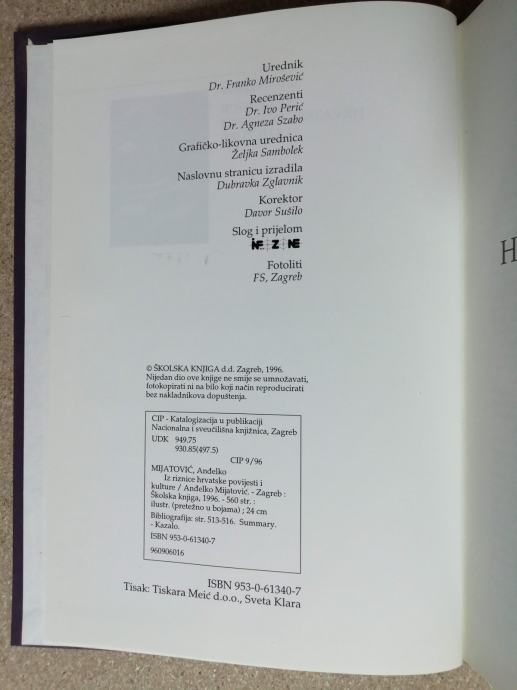 Urednik
Dr. Franko Mirošević
Recenzenti
Dr. Ivo Perić
Dr. Agneza Szabo
Grafičko-likovna urednica
Željka Sambolek
Naslovnu stranicu izradila
Dubravka Zglavnik
Korektor
Davor Sušilo
Slog i prijelom
Fotoliti
FS, Zagreb
© ŠKOLSKA KNJIGA d.d. Zagreb, 1996.
Nijedan dio ove knjige ne smije se umnožavati,
fotokopirati ni na bilo koji način reproducirati
bez nakladnikova dopuštenja.
CIP - Katalogizacija u publikaciji
Nacionalna i sveučilišna knjižnica, Zagreb
UDK 949.75
930.85(497.5)
CIP 9/96
MIJATOVIĆ, Anđelko
Iz riznice hrvatske povijesti i
kulture / Anđelko Mijatović. - Zagreb :
Školska knjiga, 1996. - 560 str. :
ilustr. (pretežno u bojama) ; 24 cm
Bibliografija: str. 513-516. Summary.
- Kazalo.
ISBN 953-0-61340-7
960906016
ISBN 953-0-61340-7
Tisak: Tiskara Meić d.o.o., Sveta Klara
H